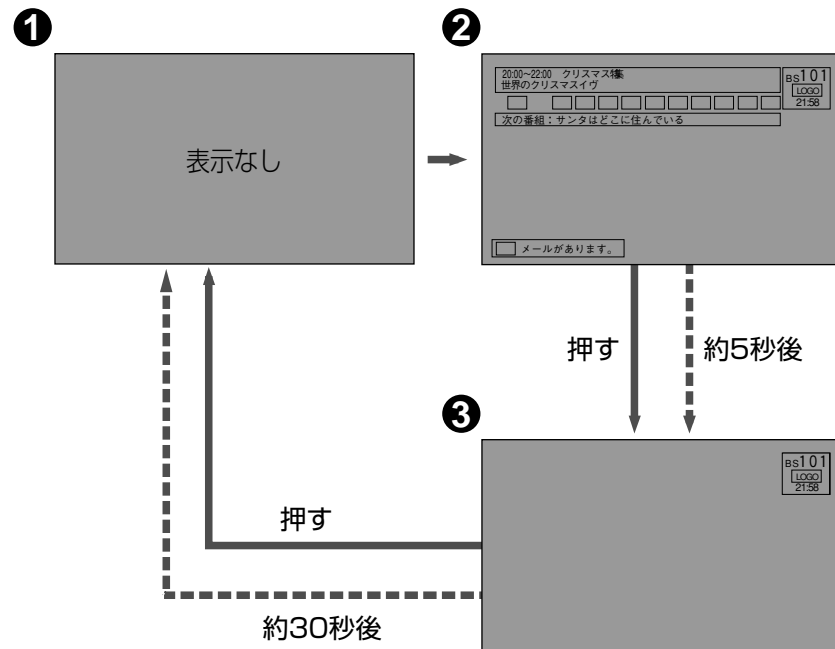 ❶
表示なし
❷
20:00~22:00 クリスマス特集
世界のクリスマスイヴ
BS101
LOGO
21:58
次の番組：サンタはどこに住んでいる
メールがあります。
押す
約5秒後
❸
BS101
LOGO
21:58
押す
約30秒後